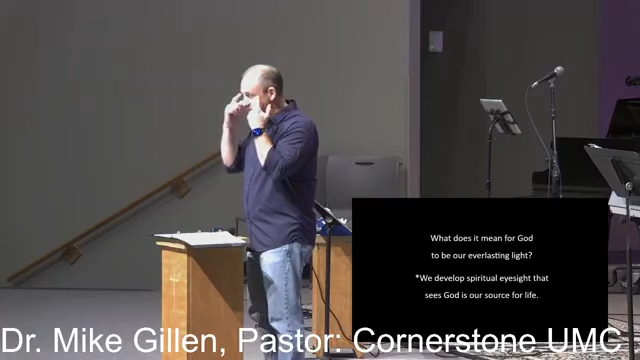 What does it mean for God
to be our everlasting light?
*We develop spiritual eyesight that
sees God is our source for life.
Dr. Mike Gillen, Pastor: Cornerstone UMC